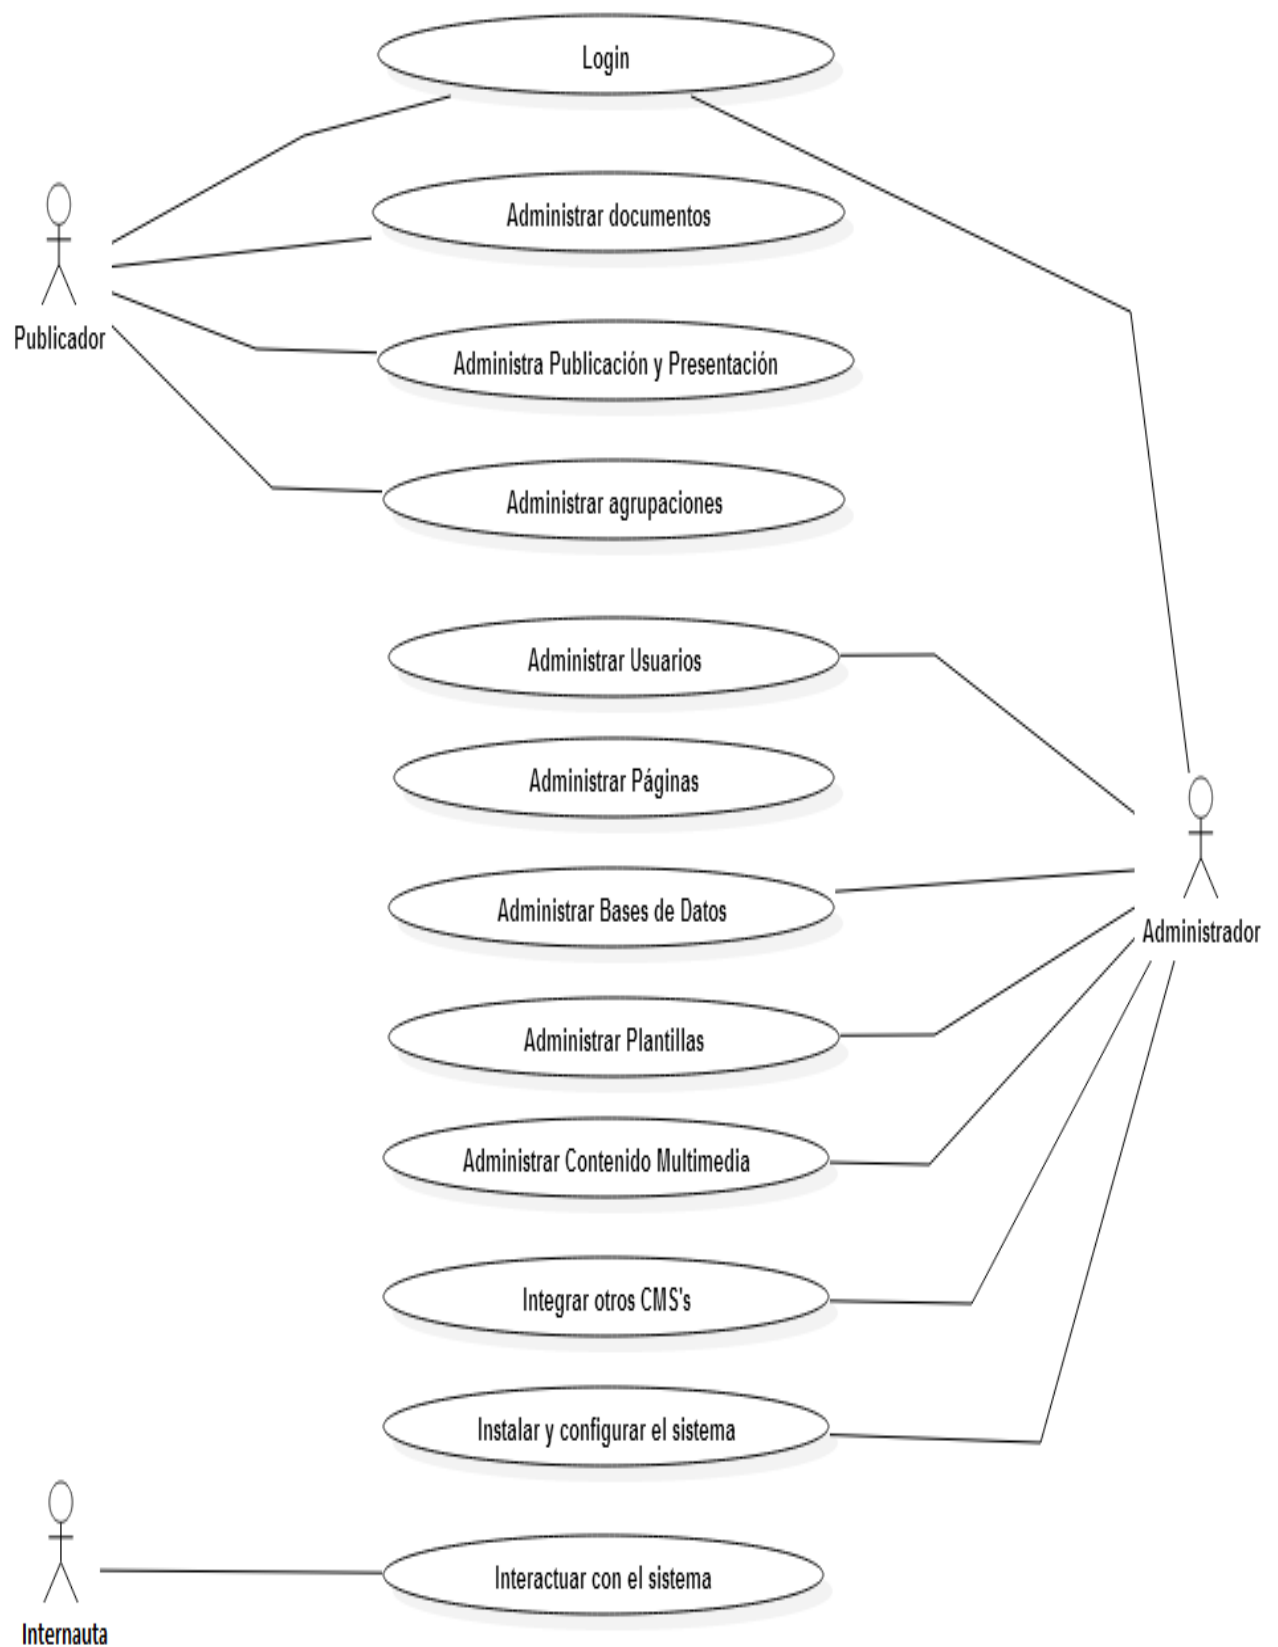 Login
Administrar documentos
Publicador
Administra Publicación y Presentación
Administrar agrupaciones
Administrar Usuarios
Administrar Páginas
Administrar Bases de Datos
Administrador
Administrar Plantillas
Administrar Contenido Multimedia
Integrar otros CMS's
Instalar y configurar el sistema
Interactuar con el sistema
Internauta